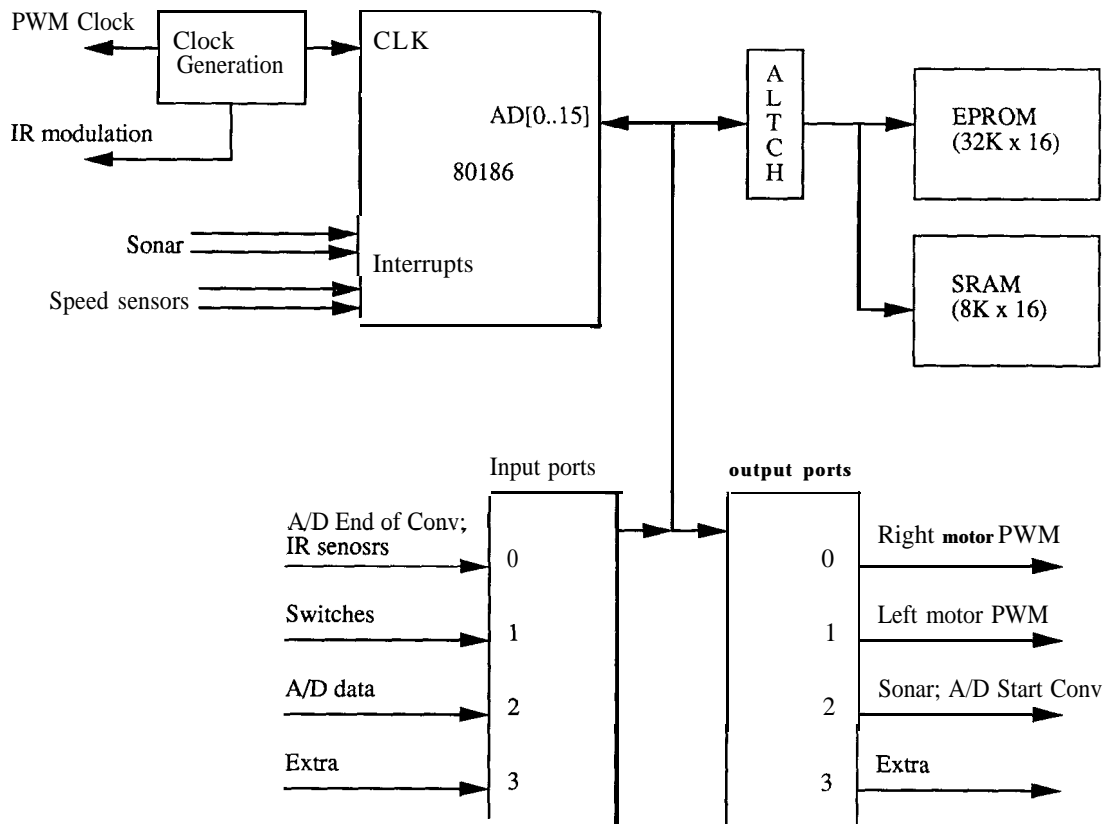 PWM Clock
Clock
Generation
IR modulation
CLK
AD[0..15]
80186
Sonar
Interrupts
Speed sensors
A
L
T
C
H
EPROM
(32K x 16)
SRAM
(8K x 16)
Input ports
output ports
A/D End of Conv;
IR senosrs
0
Switches
1
A/D data
2
Extra
3
0
Right motor PWM
1
Left motor PWM
2
Sonar; A/D Start Conv
3
Extra